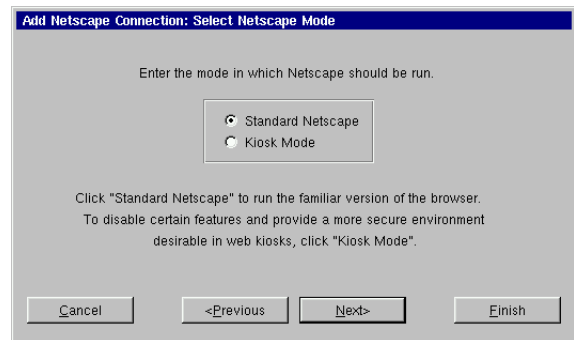 Add Netscape Connection: Select Netscape Mode
Enter the mode in which Netscape should be run.
Standard Netscape
Kiosk Mode
Click "Standard Netscape" to run the familiar version of the browser.
To disable certain features and provide a more secure environment
desirable in web kiosks, click "Kiosk Mode".
Cancel
<Previous
Next>
Finish